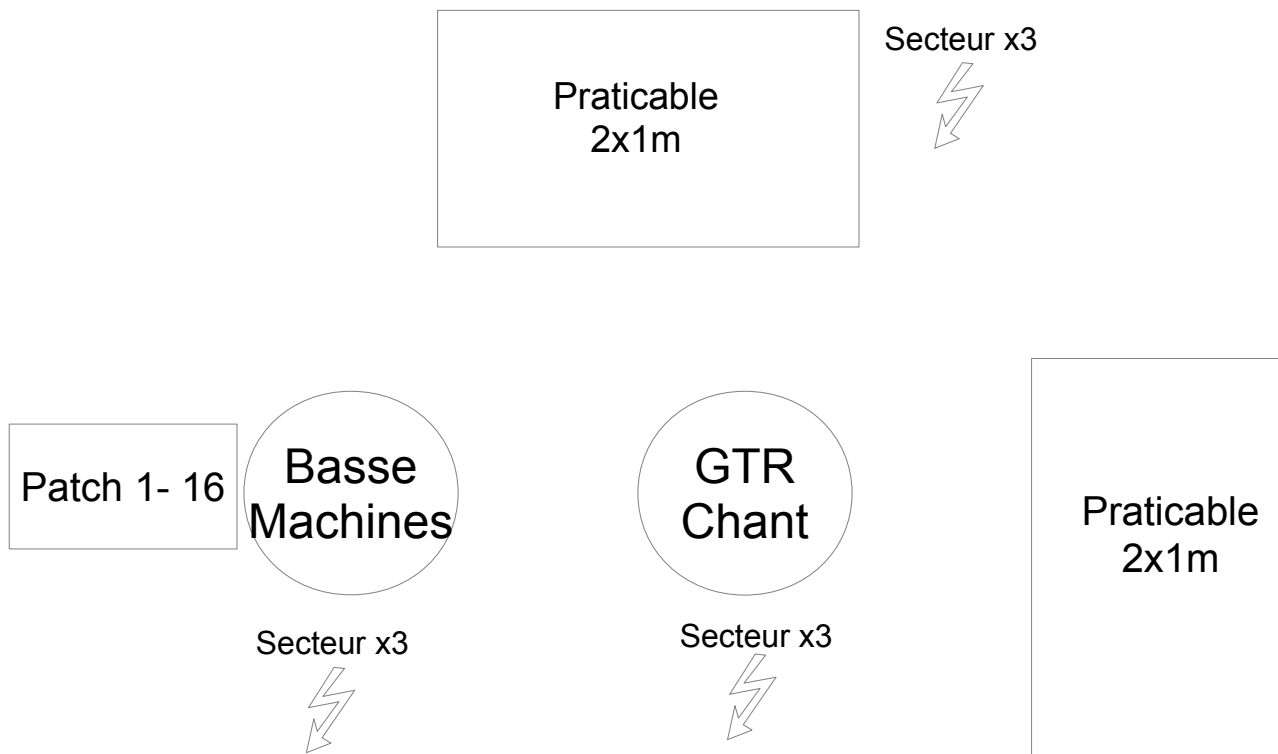 Secteur x3
Praticable
2x1m
Patch 1- 16
Basse
Machines
GTR
Chant
Praticable
2x1m
Secteur x3
Secteur x3